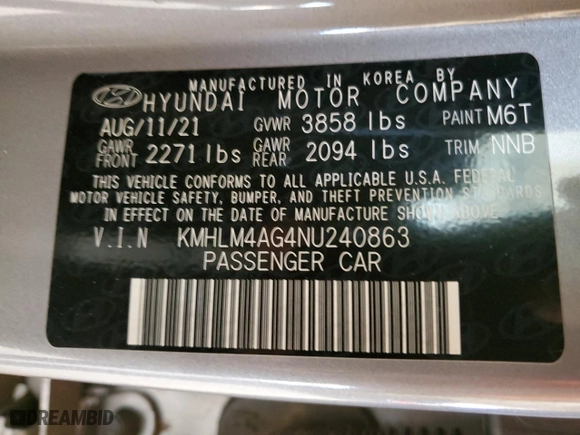 MANUFACTURED IN KOREA BY
HYUNDAI MOTOR COMPANY
AUG/11/21 GVWR 3858 lbs PAINT M6T
GAWR FRONT 2271 lbs GAWR REAR 2094 lbs TRIM NNB
THIS VEHICLE CONFORMS TO ALL APPLICABLE U.S.A. FEDERAL
MOTOR VEHICLE SAFETY, BUMPER, AND THEFT PREVENTION STANDARDS
IN EFFECT ON THE DATE OF MANUFACTURE SHOWN ABOVE
V.I.N KMHLM4AG4NU240863
PASSENGER CAR
DREAMBID